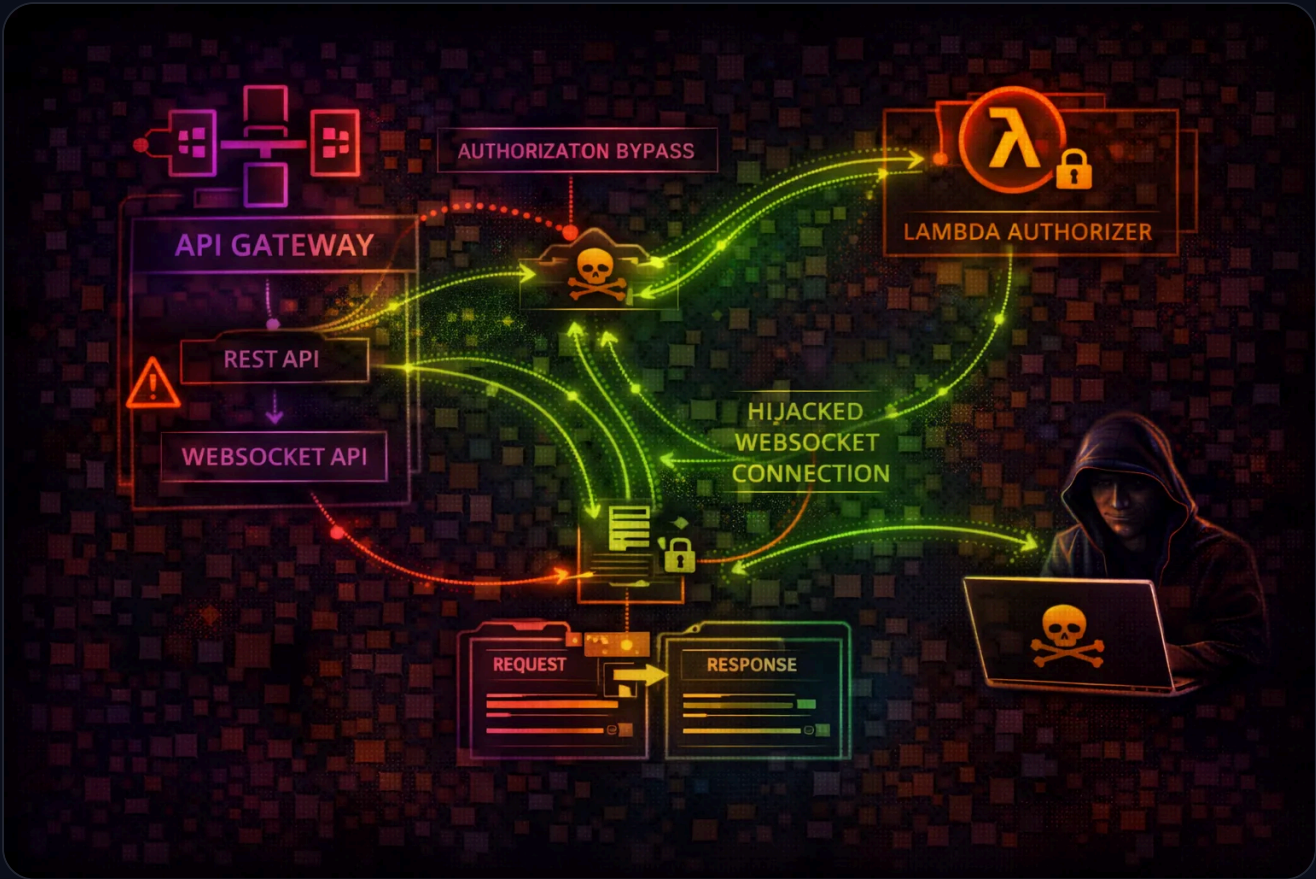 AUTHORIZATON BYPASS
λ
LAMBDA AUTHORIZER
API GATEWAY
REST API
WEBSOCKET API
HIJACKED
WEBSOCKET
CONNECTION
REQUEST
RESPONSE